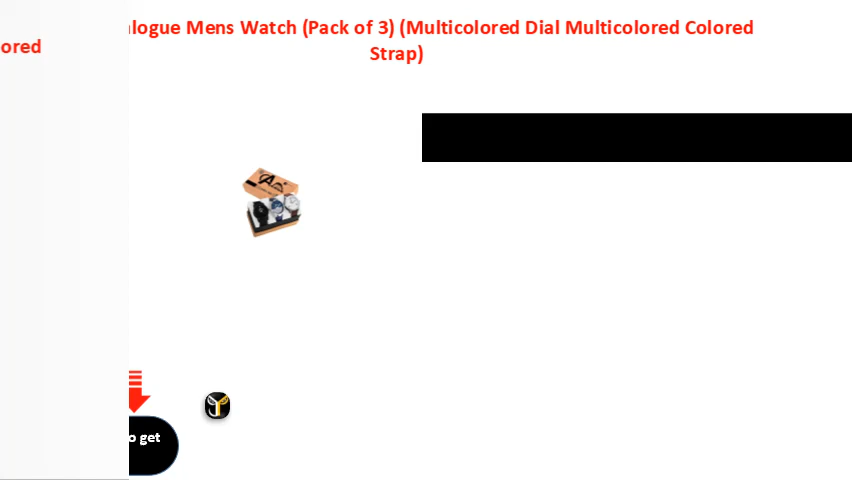 alogue Mens Watch (Pack of 3) (Multicolored Dial Multicolored Colored
ored
Strap)
o get